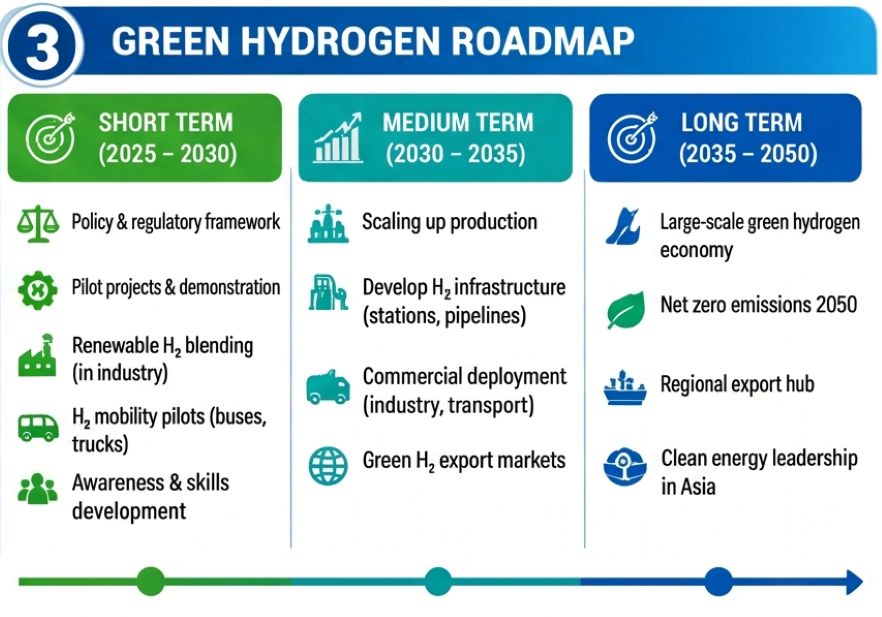 3
GREEN HYDROGEN ROADMAP
SHORT TERM
(2025 – 2030)
Policy & regulatory framework
Pilot projects & demonstration
Renewable H₂ blending
(in industry)
H₂ mobility pilots (buses,
trucks)
Awareness & skills
development
MEDIUM TERM
(2030 – 2035)
Scaling up production
Develop H₂ infrastructure
(stations, pipelines)
Commercial deployment
(industry, transport)
Green H₂ export markets
LONG TERM
(2035 – 2050)
Large-scale green hydrogen
economy
Net zero emissions 2050
Regional export hub
Clean energy leadership
in Asia